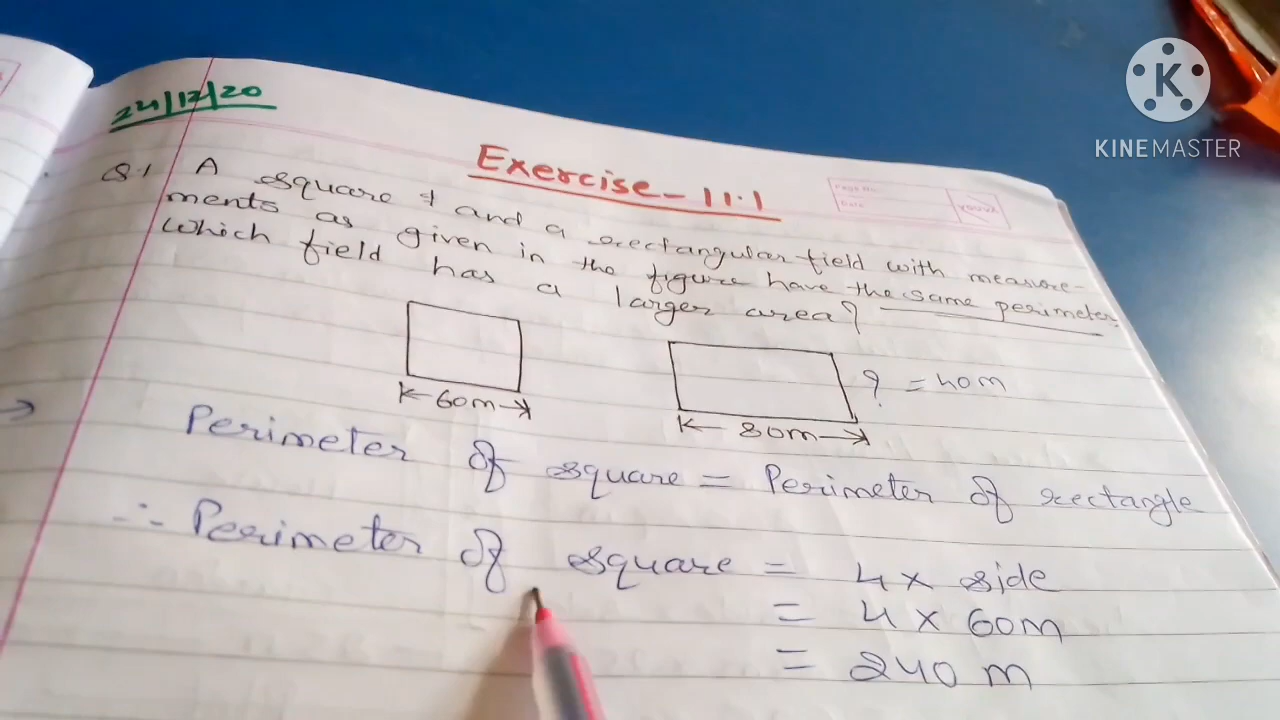 KINEMASTER
24/12/20
Exercise-11.1
Q.1 A square & and a rectangular field with measure-
ments as given in the figure have the same perimeter.
Which field has a larger area?
60m
80m
? = 40m
→ Perimeter of square = Perimeter of rectangle
∴ Perimeter of square = 4 × side
= 4 × 60m
= 240 m